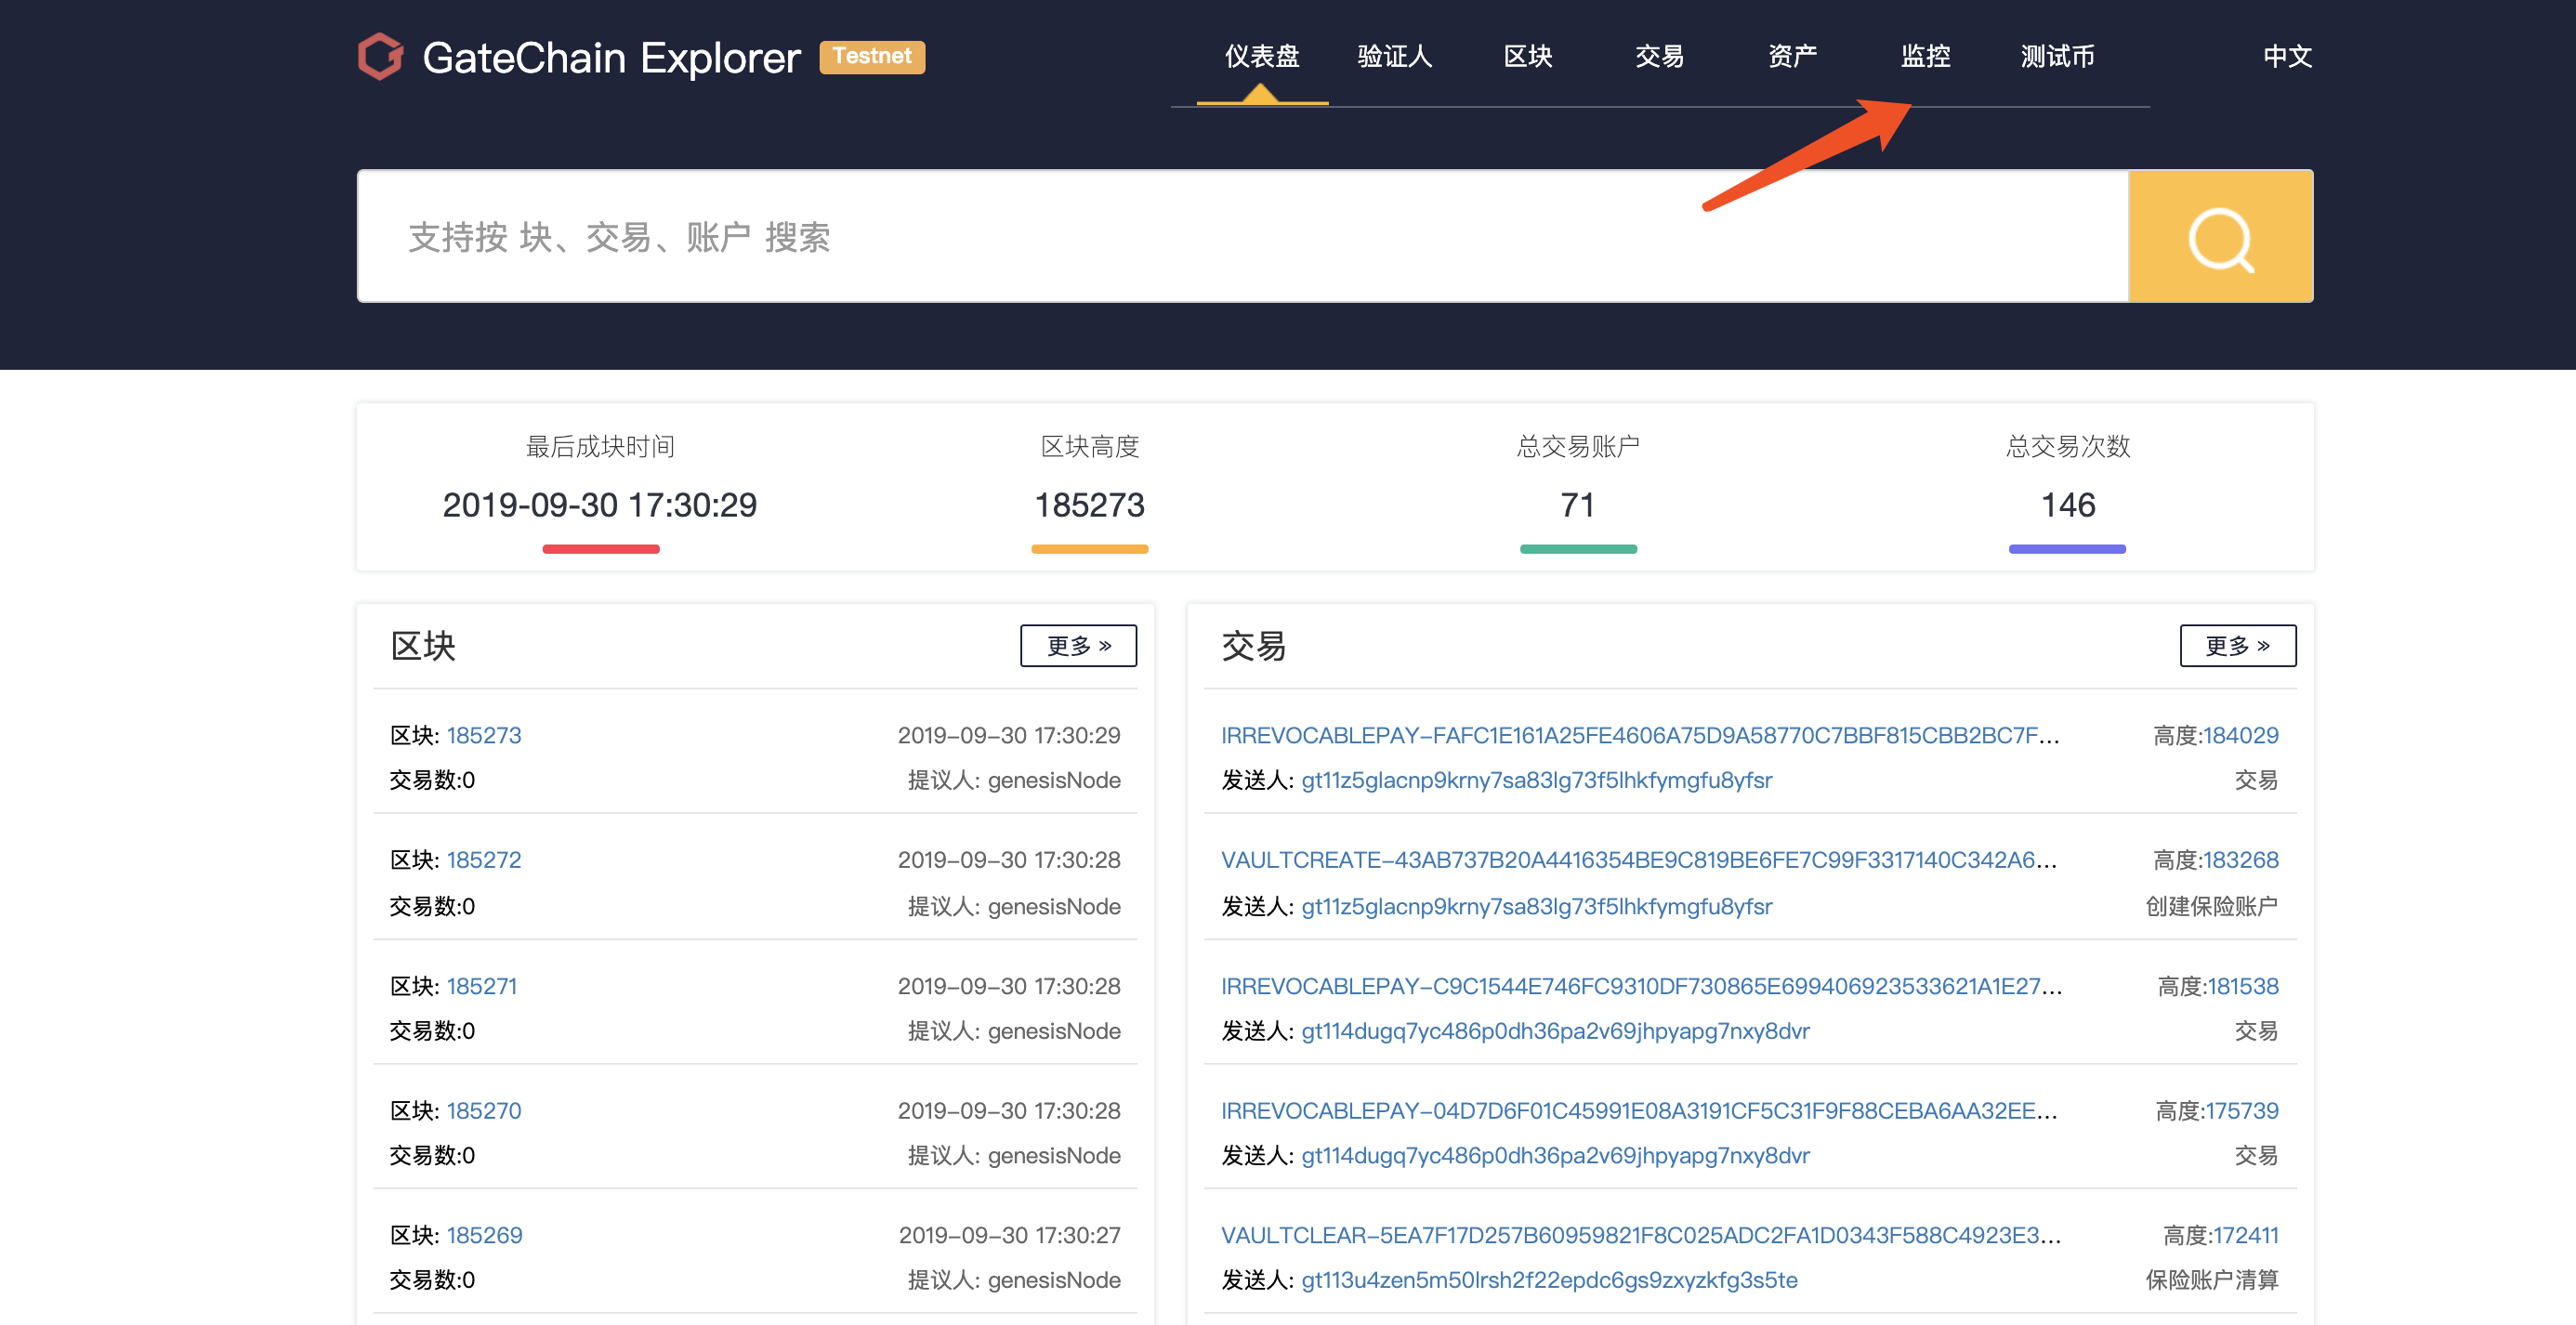 GateChain Explorer Testnet 仪表盘 验证人 区块 交易 资产 监控 测试币 中文
支持按 块、交易、账户 搜索
最后成块时间 区块高度 总交易账户 总交易次数
2019-09-30 17:30:29 185273 71 146
区块 更多 »
区块: 185273 2019-09-30 17:30:29
交易数:0 提议人: genesisNode
区块: 185272 2019-09-30 17:30:28
交易数:0 提议人: genesisNode
区块: 185271 2019-09-30 17:30:28
交易数:0 提议人: genesisNode
区块: 185270 2019-09-30 17:30:28
交易数:0 提议人: genesisNode
区块: 185269 2019-09-30 17:30:27
交易数:0 提议人: genesisNode
交易 更多 »
IRREVOCABLEPAY-FAFC1E161A25FE4606A75D9A58770C7BBF815CBB2BC7F... 高度:184029
发送人: gt11z5glacnp9krny7sa83lg73f5lhkfymgfu8yfsr 交易
VAULTCREATE-43AB737B20A4416354BE9C819BE6FE7C99F3317140C342A6... 高度:183268
发送人: gt11z5glacnp9krny7sa83lg73f5lhkfymgfu8yfsr 创建保险账户
IRREVOCABLEPAY-C9C1544E746FC9310DF730865E699406923533621A1E27... 高度:181538
发送人: gt114dugq7yc486p0dh36pa2v69jhpyapg7nxy8dvr 交易
IRREVOCABLEPAY-04D7D6F01C45991E08A3191CF5C31F9F88CEBA6AA32EE... 高度:175739
发送人: gt114dugq7yc486p0dh36pa2v69jhpyapg7nxy8dvr 交易
VAULTCLEAR-5EA7F17D257B60959821F8C025ADC2FA1D0343F588C4923E3... 高度:172411
发送人: gt113u4zen5m50lrsh2f22epdc6gs9zxyzkfg3s5te 保险账户清算